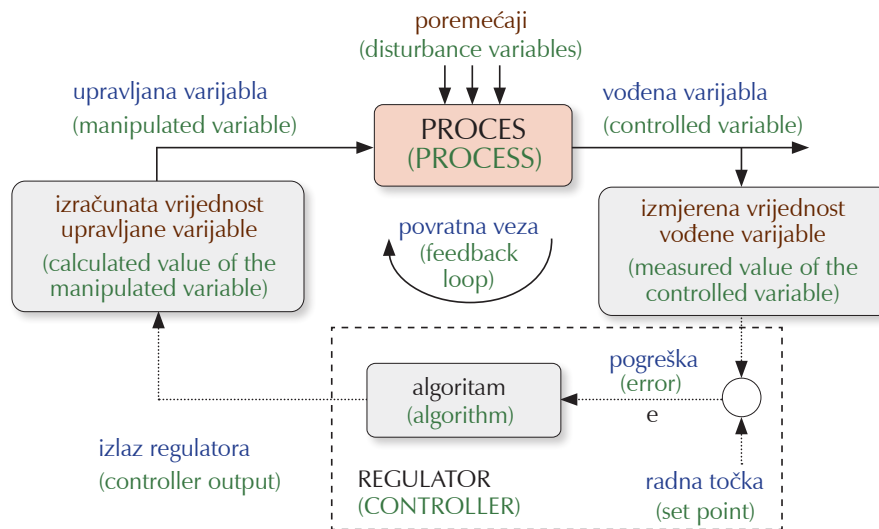 poremećaji
(disturbance variables)
upravljana varijabla
(manipulated variable)
PROCES
(PROCESS)
vođena varijabla
(controlled variable)
izračunata vrijednost
upravljane varijable
(calculated value of the
manipulated variable)
povratna veza
(feedback
loop)
izmjerena vrijednost
vođene varijable
(measured value of the
controlled variable)
algoritam
(algorithm)
pogreška
(error)
e
izlaz regulatora
(controller output)
REGULATOR
(CONTROLLER)
radna točka
(set point)